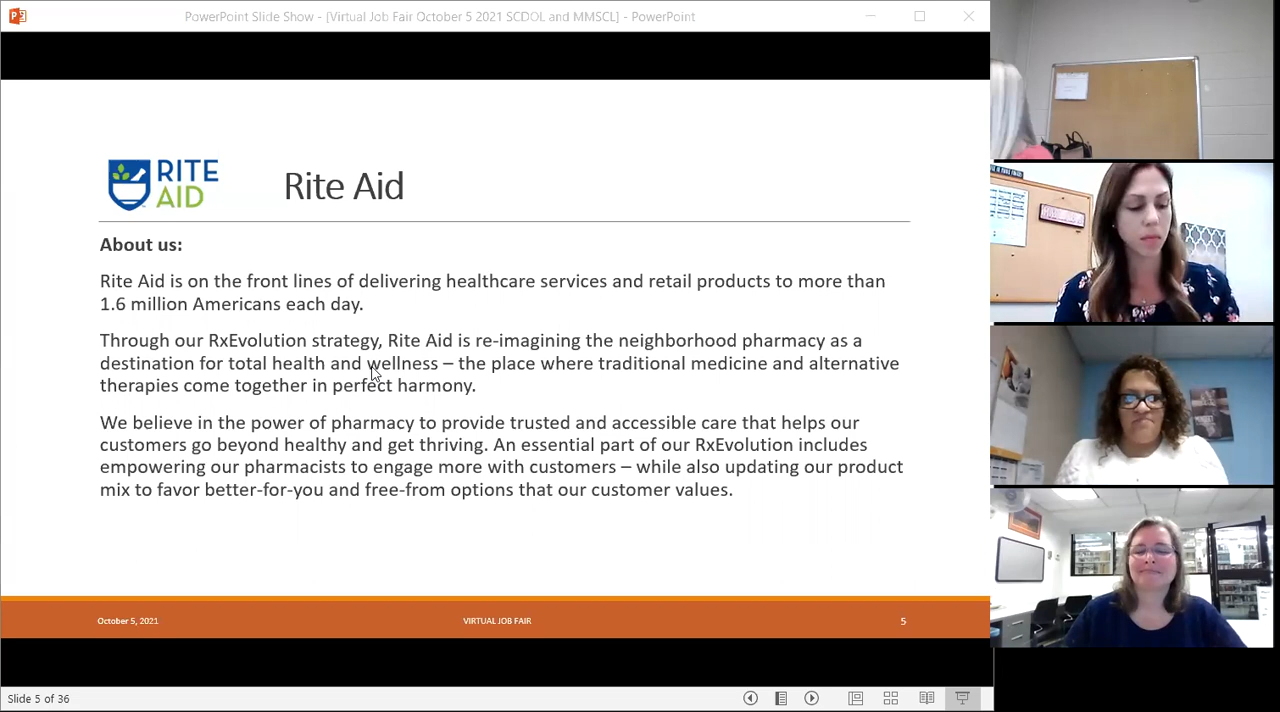 PowerPoint Slide Show - [Virtual Job Fair October 5 2021 SCDOL and MMSCL] - PowerPoint
RITE
AID
Rite Aid
About us:
Rite Aid is on the front lines of delivering healthcare services and retail products to more than
1.6 million Americans each day.
Through our RxEvolution strategy, Rite Aid is re-imagining the neighborhood pharmacy as a
destination for total health and wellness – the place where traditional medicine and alternative
therapies come together in perfect harmony.
We believe in the power of pharmacy to provide trusted and accessible care that helps our
customers go beyond healthy and get thriving. An essential part of our RxEvolution includes
empowering our pharmacists to engage more with customers – while also updating our product
mix to favor better-for-you and free-from options that our customer values.
October 5, 2021
VIRTUAL JOB FAIR
5
Slide 5 of 36